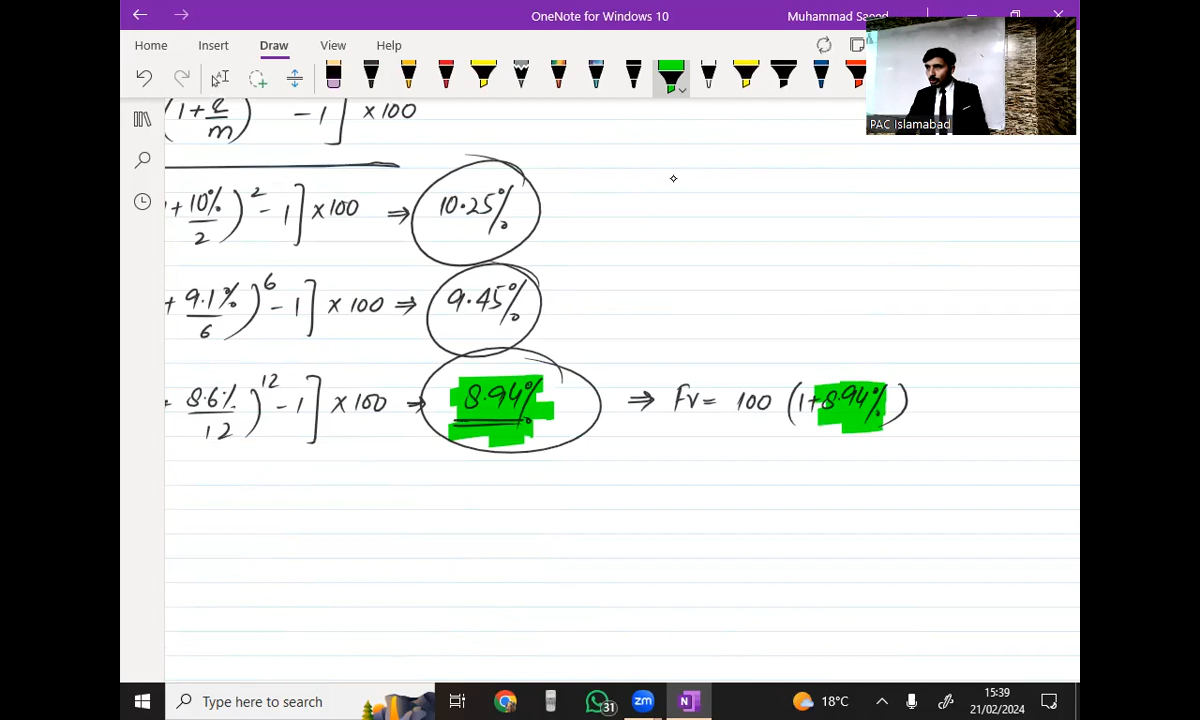 OneNote for Windows 10
Muhammad Saeed
Home Insert Draw View Help
PAC Islamabad
(1+ r/m) - 1] × 100
+ 10%/2)^2 - 1] × 100 ⇒ 10.25%
+ 9.1%/6)^6 - 1] × 100 ⇒ 9.45%
+ 8.6%/12)^12 - 1] × 100 → 8.94% ⇒ FV = 100 (1+8.94%)
Type here to search
31
zm
N
18°C
15:39
21/02/2024